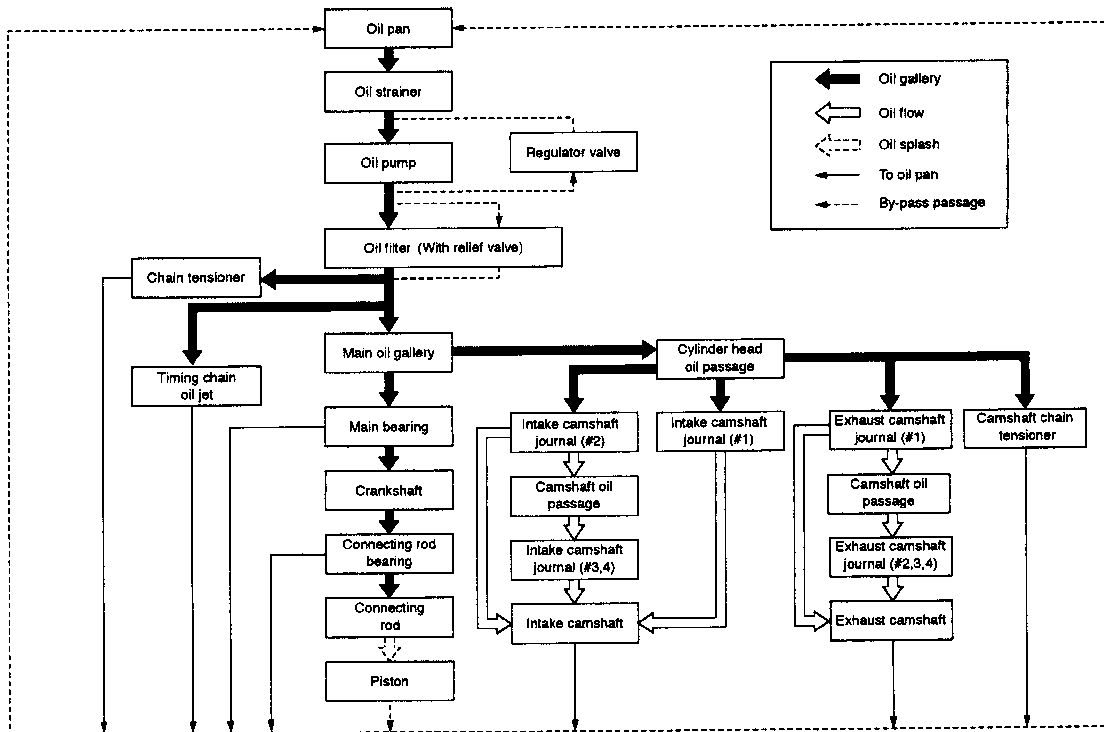 Oil pan
Oil strainer
Oil pump
Regulator valve
Oil filter (With relief valve)
Oil gallery
Oil flow
Oil splash
To oil pan
By-pass passage
Chain tensioner
Timing chain
oil jet
Main oil gallery
Cylinder head
oil passage
Main bearing
Intake camshaft
journal (#2)
Intake camshaft
journal (#1)
Exhaust camshaft
journal (#1)
Camshaft chain
tensioner
Crankshaft
Camshaft oil
passage
Camshaft oil
passage
Connecting rod
bearing
Intake camshaft
journal (#3,4)
Exhaust camshaft
journal (#2,3,4)
Connecting
rod
Intake camshaft
Exhaust camshaft
Piston